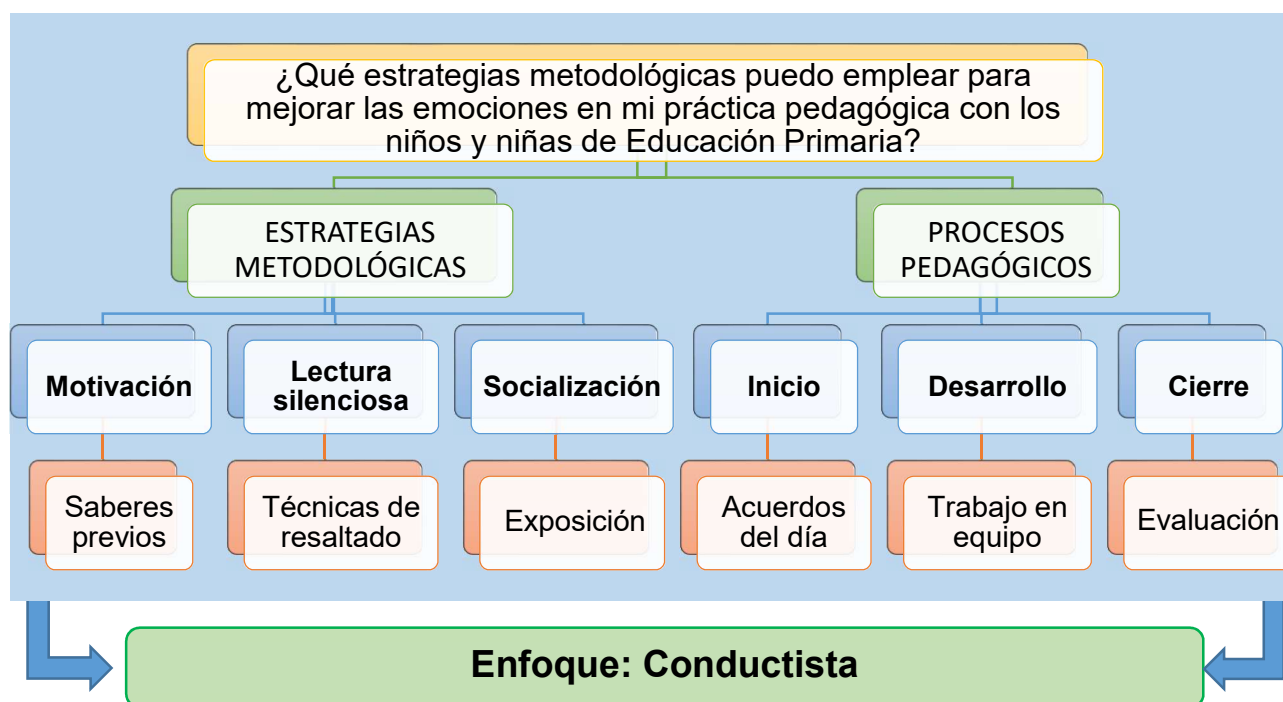 ¿Qué estrategias metodológicas puedo emplear para
mejorar las emociones en mi práctica pedagógica con los
niños y niñas de Educación Primaria?
ESTRATEGIAS
METODOLÓGICAS
PROCESOS
PEDAGÓGICOS
Motivación
Lectura
silenciosa
Socialización
Inicio
Desarrollo
Cierre
Saberes
previos
Técnicas de
resaltado
Exposición
Acuerdos
del día
Trabajo en
equipo
Evaluación
Enfoque: Conductista